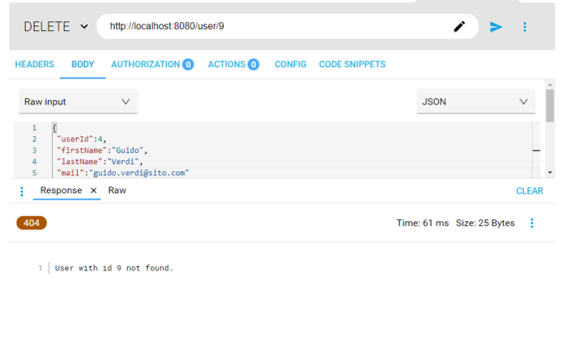 DELETE http://localhost:8080/user/9
HEADERS BODY AUTHORIZATION 0 ACTIONS 0 CONFIG CODE SNIPPETS
Raw input JSON
1 {
2 "userId":4,
3 "firstName":"Guido",
4 "lastName":"Verdi",
5 "mail":"guido.verdi@sito.com"
Response × Raw CLEAR
404 Time: 61 ms Size: 25 Bytes
1 User with id 9 not found.